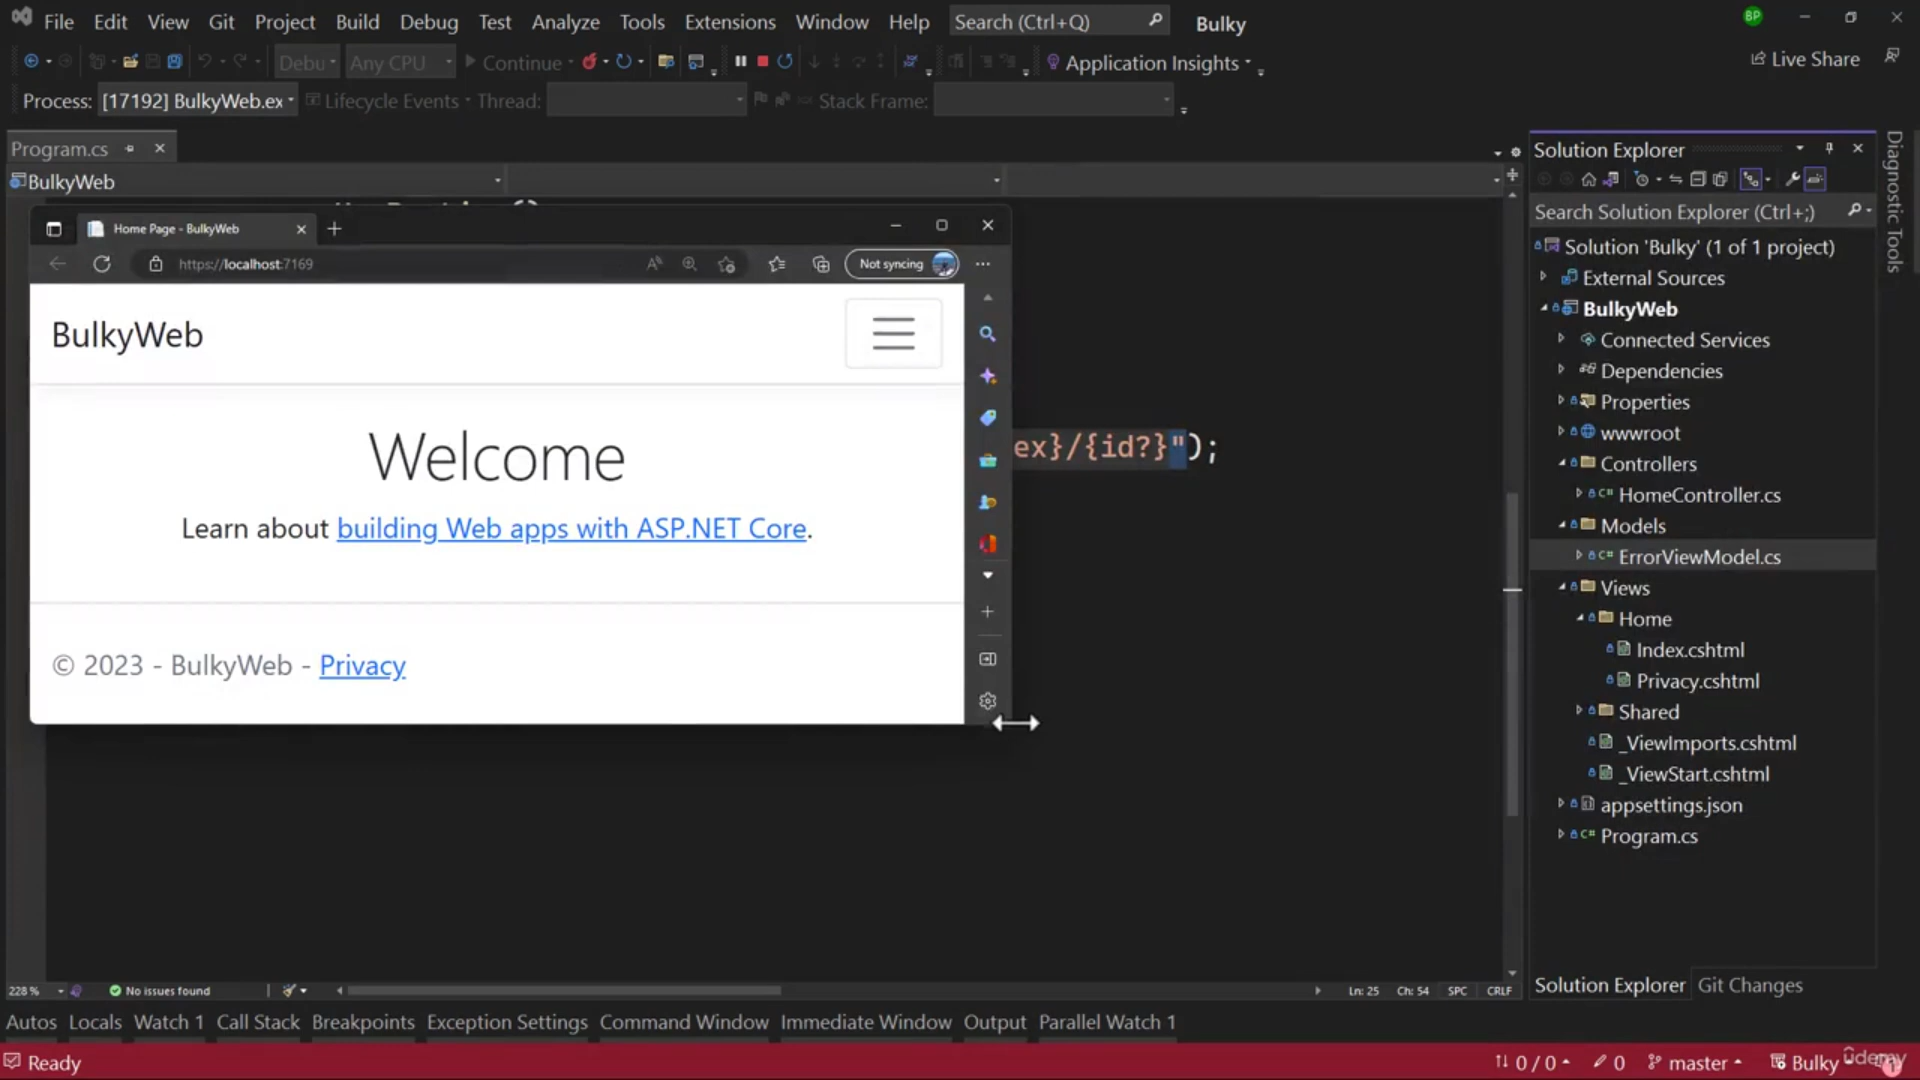 File Edit View Git Project Build Debug Test Analyze Tools Extensions Window Help Search (Ctrl+Q) Bulky BP
Debu Any CPU Continue Application Insights Live Share
Process: [17192] BulkyWeb.ex Lifecycle Events Thread: Stack Frame:
Program.cs
BulkyWeb
Home Page - BulkyWeb
https://localhost:7169 Not syncing
BulkyWeb
Welcome
Learn about building Web apps with ASP.NET Core.
© 2023 - BulkyWeb - Privacy
ex}/{id?}");
Solution Explorer
Search Solution Explorer (Ctrl+;)
Solution 'Bulky' (1 of 1 project)
External Sources
BulkyWeb
Connected Services
Dependencies
Properties
wwwroot
Controllers
HomeController.cs
Models
ErrorViewModel.cs
Views
Home
Index.cshtml
Privacy.cshtml
Shared
_ViewImports.cshtml
_ViewStart.cshtml
appsettings.json
Program.cs
Solution Explorer Git Changes
Diagnostic Tools
228 % No issues found Ln: 25 Ch: 54 SPC CRLF
Autos Locals Watch 1 Call Stack Breakpoints Exception Settings Command Window Immediate Window Output Parallel Watch 1
Ready 0 / 0 0 master Bulky 1
udemy